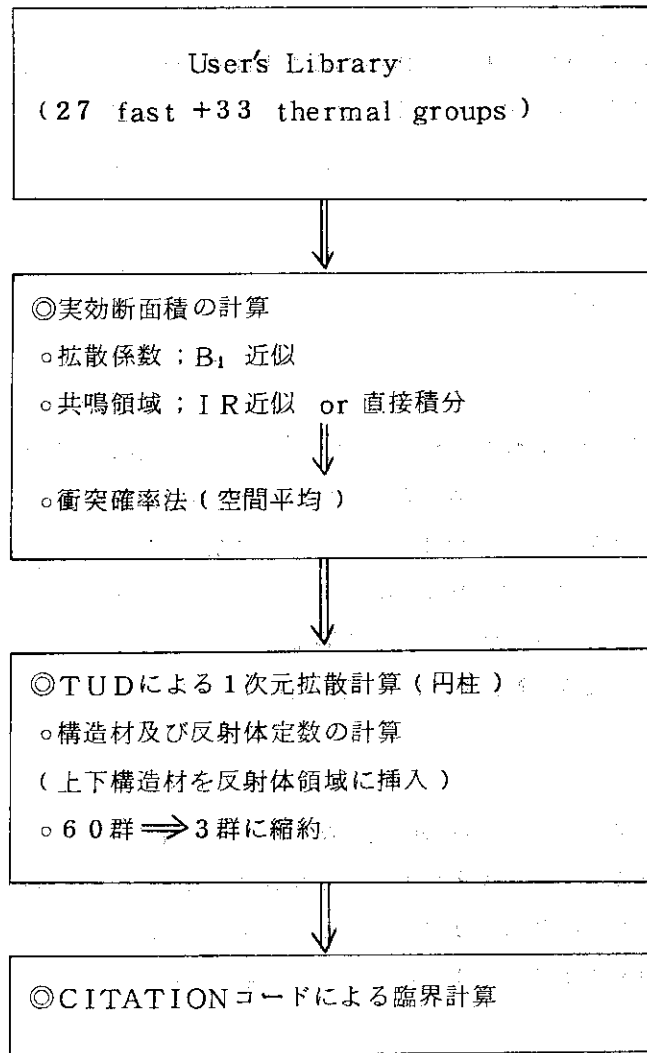 User's Library
(27 fast +33 thermal groups)
◎実効断面積の計算
○拡散係数；B₁ 近似
○共鳴領域；IR近似 or 直接積分
○衝突確率法(空間平均)
◎TUDによる1次元拡散計算(円柱)
○構造材及び反射体定数の計算
(上下構造材を反射体領域に挿入)
○60群⟹3群に縮約
◎CITATIONコードによる臨界計算